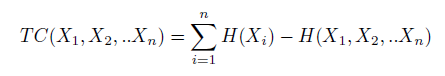 TC(X_1, X_2, ..X_n) = \sum_{i=1}^{n} H(X_i) − H(X_1, X_2, ..X_n)